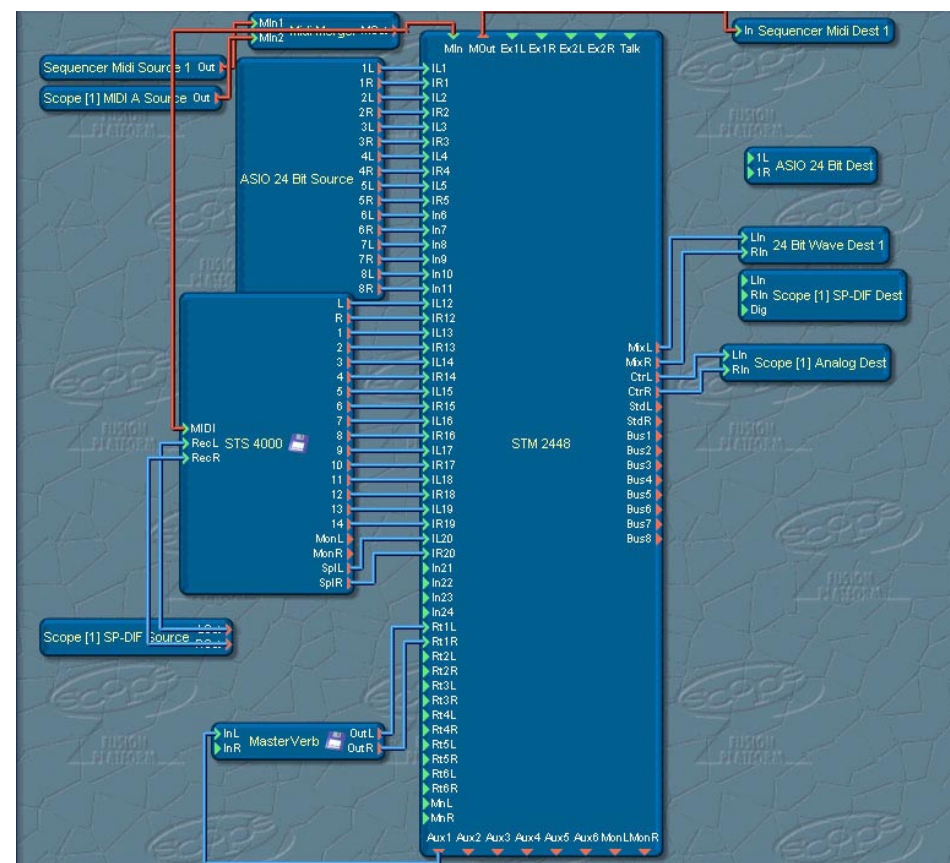 MIn1
MIn2 Midi Merger MOut
In Sequencer Midi Dest 1
MIn MOut Ex1L Ex1R Ex2L Ex2R Talk
Sequencer Midi Source 1 Out
Scope [1] MIDI A Source Out
ASIO 24 Bit Source
1L
1R
2L
2R
3L
3R
4L
4R
5L
5R
6L
6R
7L
7R
8L
8R
IL1
IR1
IL2
IR2
IL3
IR3
IL4
IR4
IL5
IR5
In6
In7
In8
In9
In10
In11
IL12
IR12
IL13
IR13
IL14
IR14
IL15
IR15
IL16
IR16
IL17
IR17
IL18
IR18
IL19
IR19
IL20
IR20
In21
In22
In23
In24
Rt1L
Rt1R
Rt2L
Rt2R
Rt3L
Rt3R
Rt4L
Rt4R
Rt5L
Rt5R
Rt6L
Rt6R
MnL
MnR
STM 2448
MixL
MixR
CtrL
CtrR
StdL
StdR
Bus1
Bus2
Bus3
Bus4
Bus5
Bus6
Bus7
Bus8
Aux1 Aux2 Aux3 Aux4 Aux5 Aux6 MonL MonR
1L
1R
ASIO 24 Bit Dest
LIn
RIn
24 Bit Wave Dest 1
LIn
RIn Scope [1] SP-DIF Dest
Dig
LIn
RIn
Scope [1] Analog Dest
MIDI
RecL STS 4000
RecR
L
R
1
2
3
4
5
6
7
8
9
10
11
12
13
14
MonL
MonR
SplL
SplR
Scope [1] SP-DIF Source
LOut
ROut
InL
InR
MasterVerb
OutL
OutR
scope
FUSION
PLATFORM